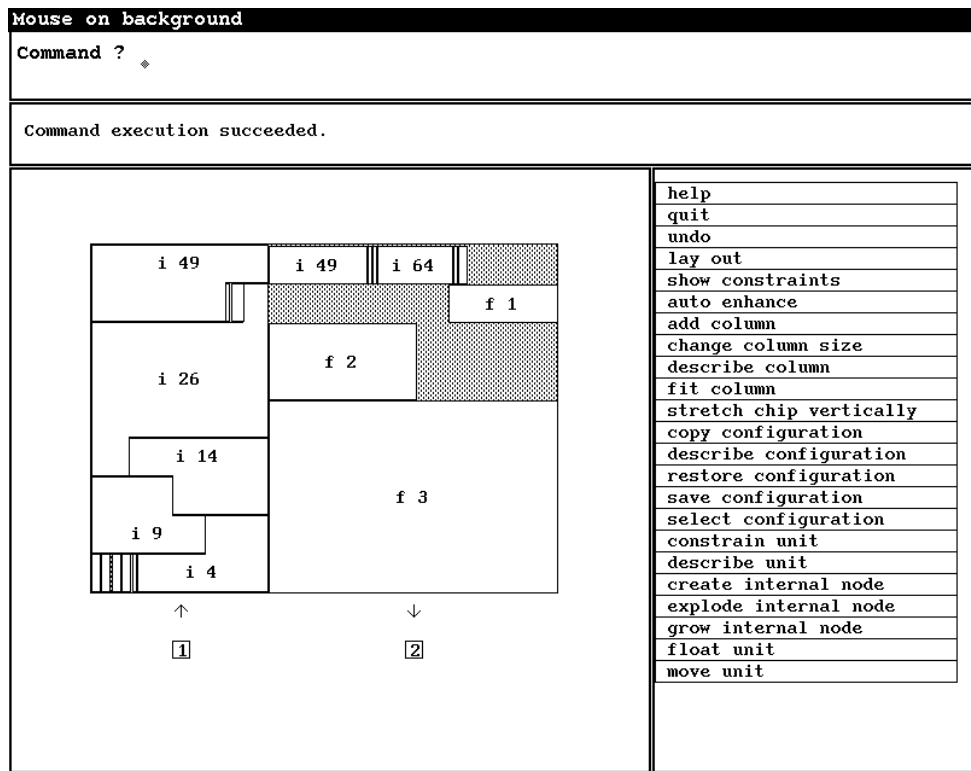 Mouse on background
Command ?
Command execution succeeded.
i 49
i 49
i 64
f 1
f 2
i 26
i 14
f 3
i 9
i 4
1
2
help
quit
undo
lay out
show constraints
auto enhance
add column
change column size
describe column
fit column
stretch chip vertically
copy configuration
describe configuration
restore configuration
save configuration
select configuration
constrain unit
describe unit
create internal node
explode internal node
grow internal node
float unit
move unit